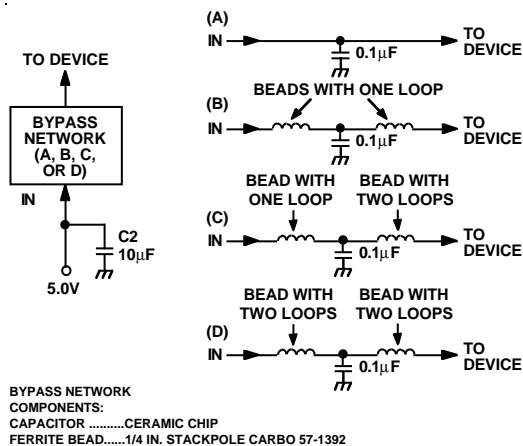 TO DEVICE
BYPASS
NETWORK
(A, B, C,
OR D)
IN
C2
10µF
5.0V
(A)
IN
0.1µF
TO
DEVICE
BEADS WITH ONE LOOP
(B)
IN
0.1µF
TO
DEVICE
BEAD WITH
ONE LOOP
BEAD WITH
TWO LOOPS
(C)
IN
0.1µF
TO
DEVICE
BEAD WITH
TWO LOOPS
BEAD WITH
TWO LOOPS
(D)
IN
0.1µF
TO
DEVICE
BYPASS NETWORK
COMPONENTS:
CAPACITOR ..........CERAMIC CHIP
FERRITE BEAD......1/4 IN. STACKPOLE CARBO 57-1392